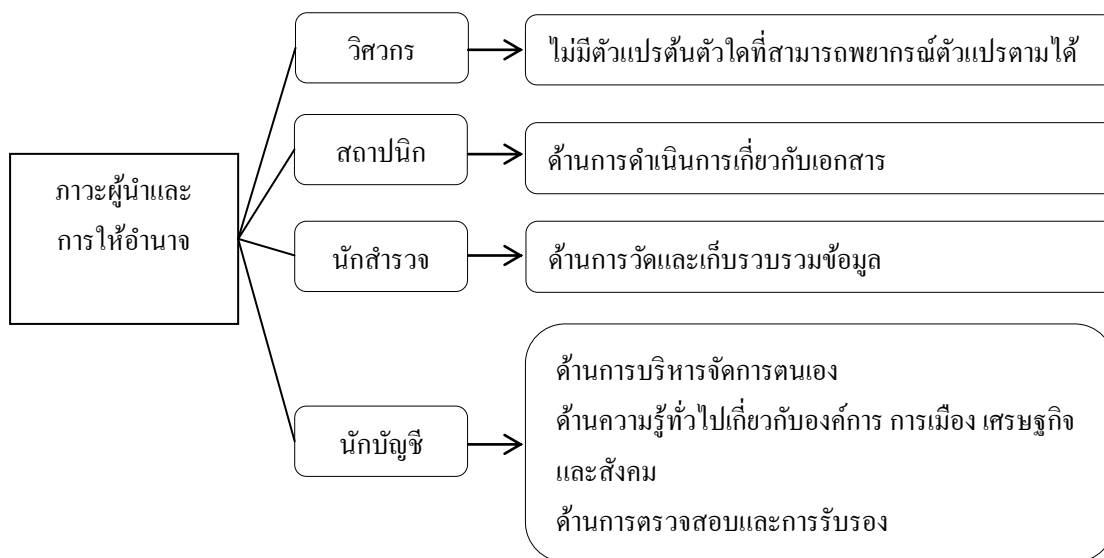 วิศวกร
ไม่มีตัวแปรต้นตัวใดที่สามารถพยากรณ์ตัวแปรตามได้
สถาปนิก
ด้านการดำเนินการเกี่ยวกับเอกสาร
ภาวะผู้นำและ
การให้อำนาจ
นักสำรวจ
ด้านการวัดและเก็บรวบรวมข้อมูล
นักบัญชี
ด้านการบริหารจัดการตนเอง
ด้านความรู้ทั่วไปเกี่ยวกับองค์การ การเมือง เศรษฐกิจ
และสังคม
ด้านการตรวจสอบและการรับรอง